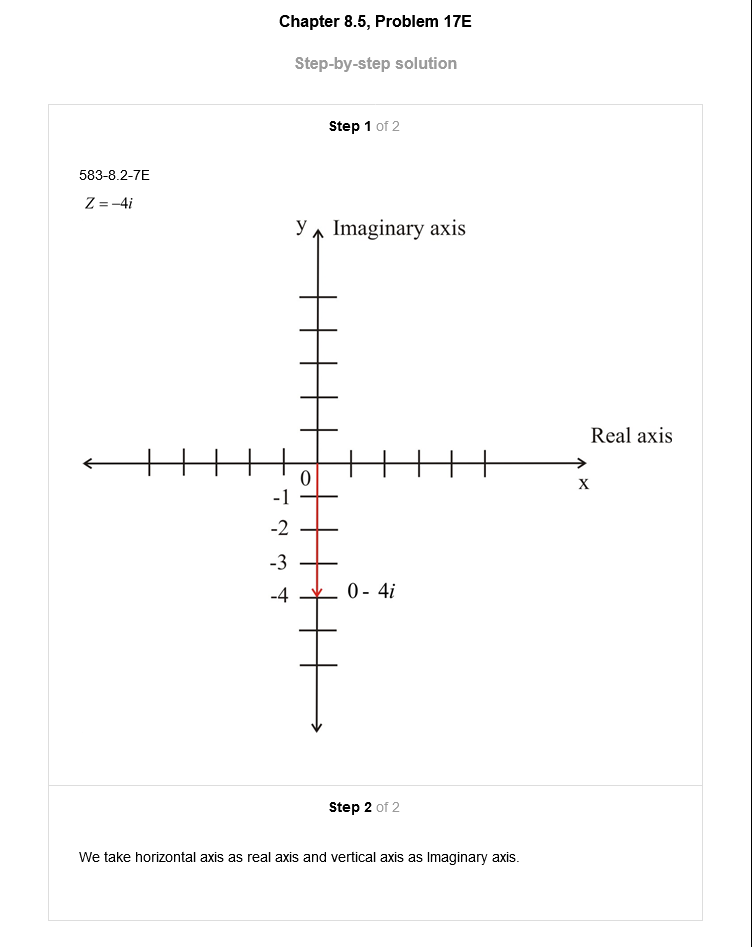 Chapter 8.5, Problem 17E
Step-by-step solution
Step 1 of 2
583-8.2-7E
Z = –4i
y Imaginary axis
Real axis
0
x
-1
-2
-3
-4 0 - 4i
Step 2 of 2
We take horizontal axis as real axis and vertical axis as Imaginary axis.